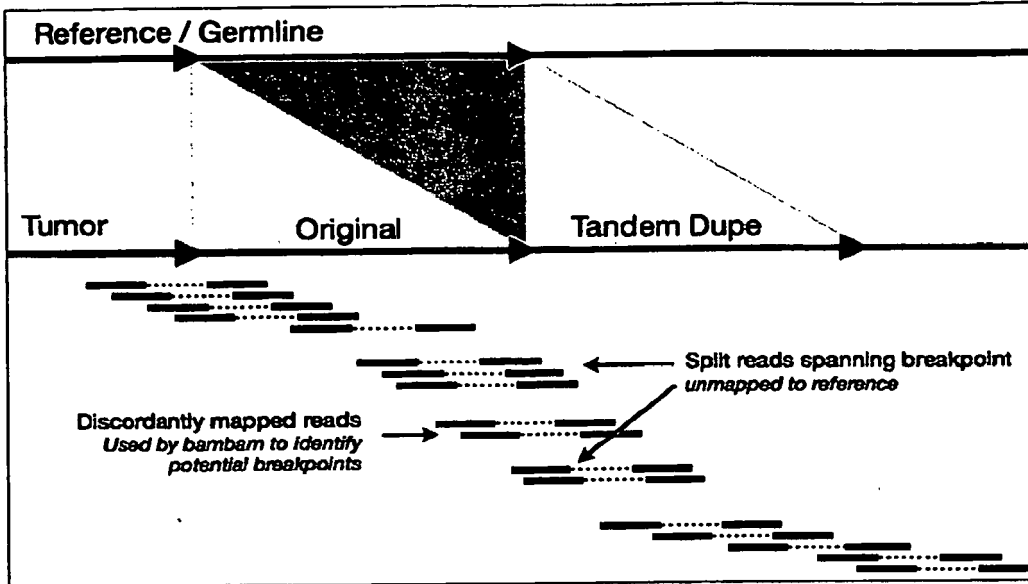 Reference / Germline
Tumor
Original
Tandem Dupe
Split reads spanning breakpoint
unmapped to reference
Discordantly mapped reads
Used by bambam to identify
potential breakpoints